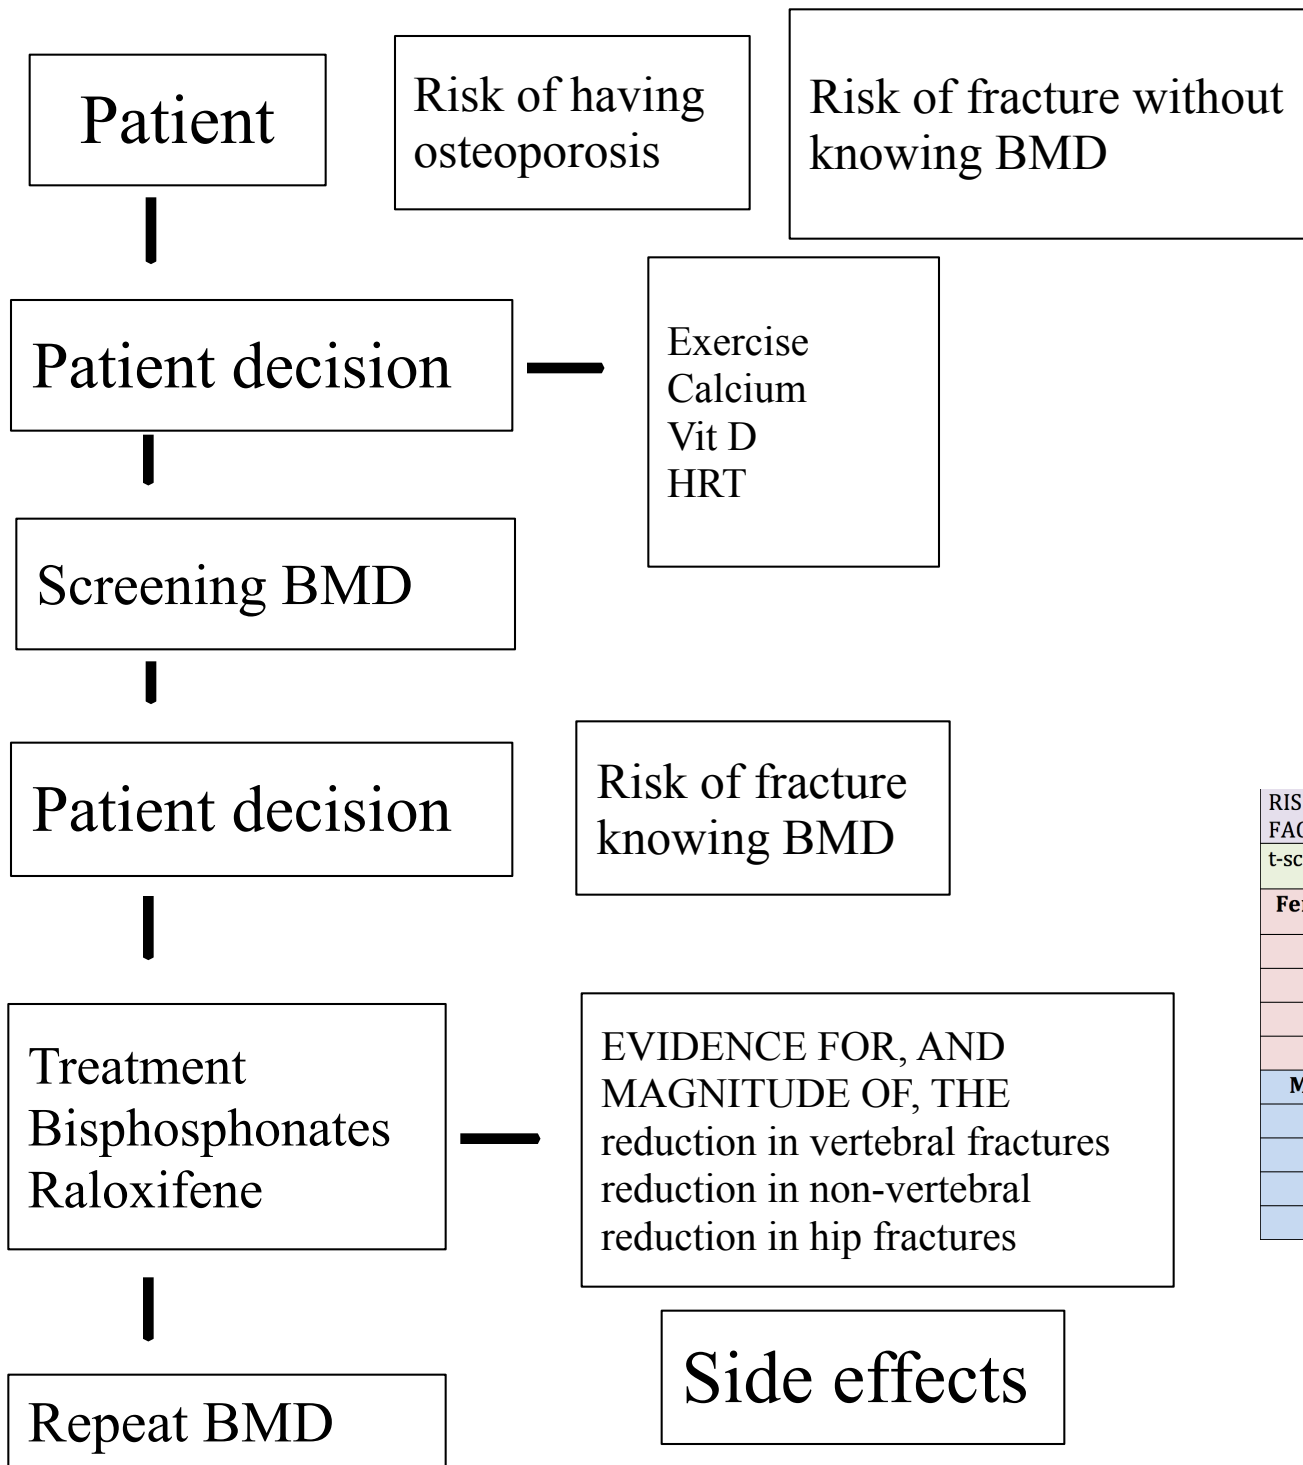 Patient
Risk of having
osteoporosis
Risk of fracture without
knowing BMD
Patient decision
Exercise
Calcium
Vit D
HRT
Screening BMD
Patient decision
Risk of fracture
knowing BMD
Treatment
Bisphosphonates
Raloxifene
EVIDENCE FOR, AND
MAGNITUDE OF, THE
reduction in vertebral fractures
reduction in non-vertebral
reduction in hip fractures
Side effects
Repeat BMD